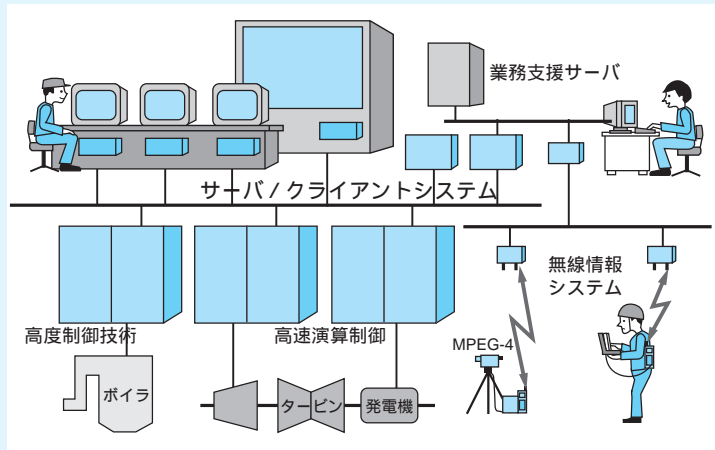 業務支援サーバ
サーバ / クライアントシステム
無線情報
システム
高度制御技術
高速演算制御
MPEG-4
ボイラ
タービン
発電機